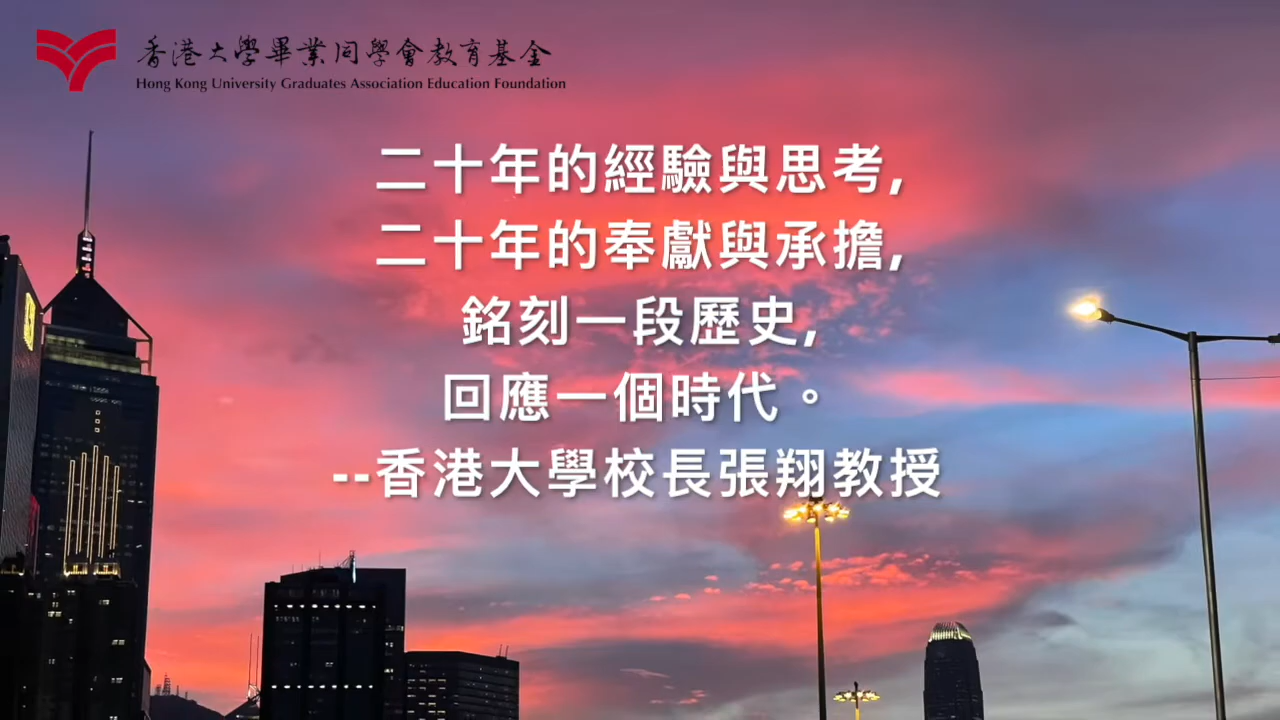 香港大學畢業同學會教育基金
Hong Kong University Graduates Association Education Foundation
二十年的經驗與思考,
二十年的奉獻與承擔,
銘刻一段歷史,
回應一個時代。
--香港大學校長張翔教授